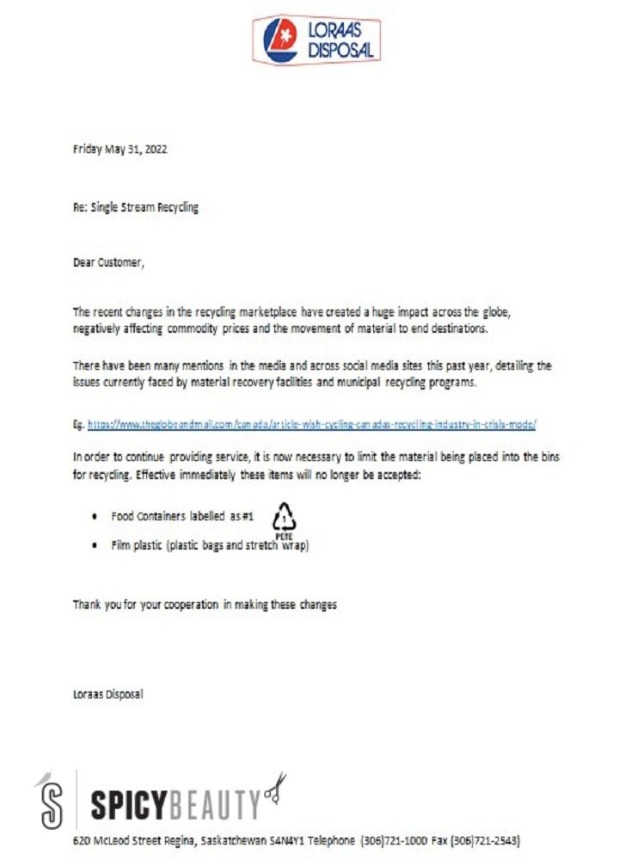 LORAAS
DISPOSAL
Friday May 31, 2022
Re: Single Stream Recycling
Dear Customer,
The recent changes in the recycling marketplace have created a huge impact across the globe,
negatively affecting commodity prices and the movement of material to end destinations.
There have been many mentions in the media and across social media sites this past year, detailing the
issues currently faced by material recovery facilities and municipal recycling programs.
Eg. https://www.theglobeandmail.com/canada/article-wish-cycling-canadas-recycling-industry-in-crisis-mode/
In order to continue providing service, it is now necessary to limit the material being placed into the bins
for recycling. Effective immediately these items will no longer be accepted:
• Food Containers labelled as #1
1
PETE
• Film plastic (plastic bags and stretch wrap)
Thank you for your cooperation in making these changes
Loraas Disposal
S SPICYBEAUTY
620 McLeod Street Regina, Saskatchewan S4N4Y1 Telephone (306)721-1000 Fax (306)721-2543)